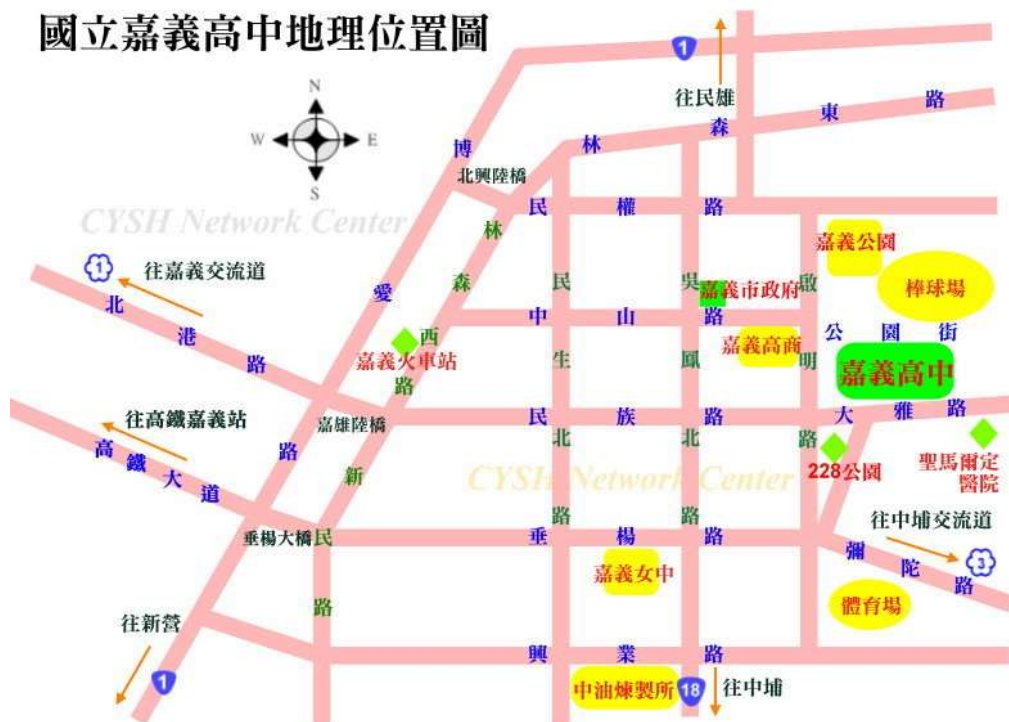 國立嘉義高中地理位置圖
1
往民雄
N
W
E
S
林森東路
博愛路
北興陸橋
民權路
CYSH Network Center
林森西路
嘉義公園
1
往嘉義交流道
北港路
民生北路
吳鳳北路
啟明路
嘉義市政府
棒球場
中山路
公園街
嘉義火車站
嘉義高商
嘉義高中
往高鐵嘉義站
嘉雄陸橋
民族路
大雅路
高鐵大道
新民路
CYSH Network Center
228公園
聖馬爾定
醫院
往中埔交流道
垂楊大橋
垂楊路
彌陀路
3
嘉義女中
體育場
往新營
興業路
1
中油煉製所
18
往中埔